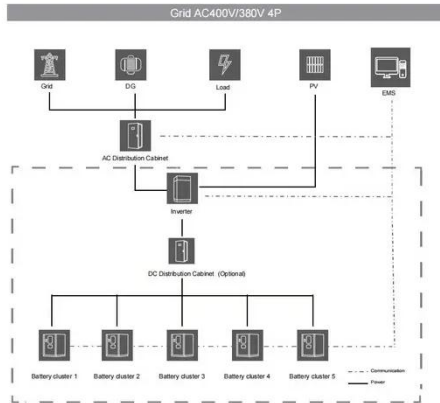 Grid AC400V/380V 4P
Grid
DG
Load
PV
EMS
AC Distribution Cabinet
Inverter
DC Distribution Cabinet (Optional)
Battery cluster 1
Battery cluster 2
Battery cluster 3
Battery cluster 4
Battery cluster 5
Communication
Power